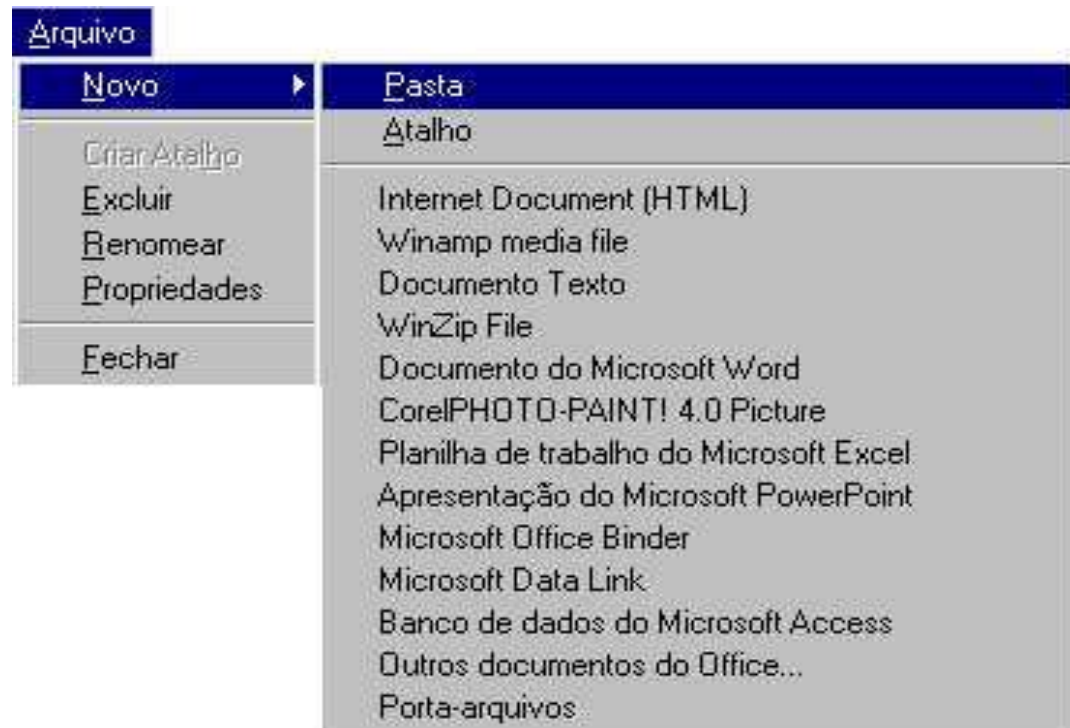 Arquivo
Novo
Criar Atalho
Excluir
Renomear
Propriedades
Fechar
Pasta
Atalho
Internet Document (HTML)
Winamp media file
Documento Texto
WinZip File
Documento do Microsoft Word
CorelPHOTO-PAINT! 4.0 Picture
Planilha de trabalho do Microsoft Excel
Apresentação do Microsoft PowerPoint
Microsoft Office Binder
Microsoft Data Link
Banco de dados do Microsoft Access
Outros documentos do Office...
Porta-arquivos